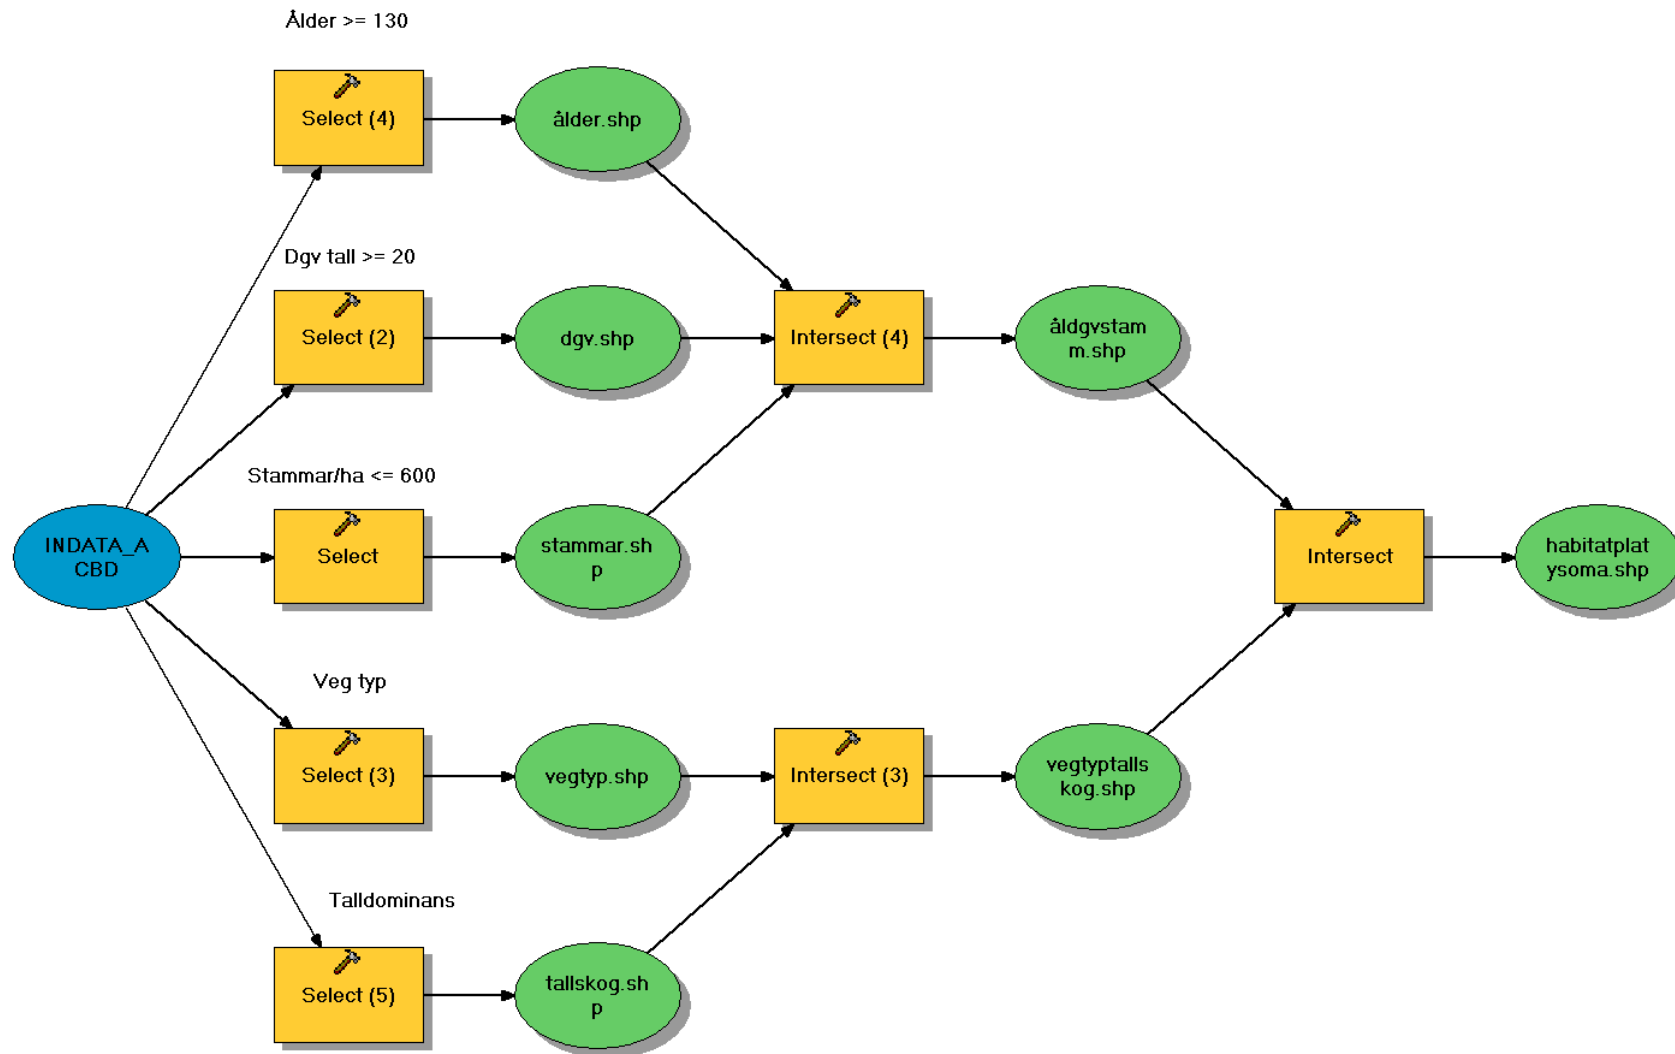 Ålder >= 130
Select (4)
ålder.shp
Dgv tall >= 20
Select (2)
dgv.shp
Intersect (4)
åldgvstam
m.shp
Stammar/ha <= 600
INDATA_A
CBD
Select
stammar.sh
p
Intersect
habitatplat
ysoma.shp
Veg typ
Select (3)
vegtyp.shp
Intersect (3)
vegtyptalls
kog.shp
Talldominans
Select (5)
tallskog.sh
p